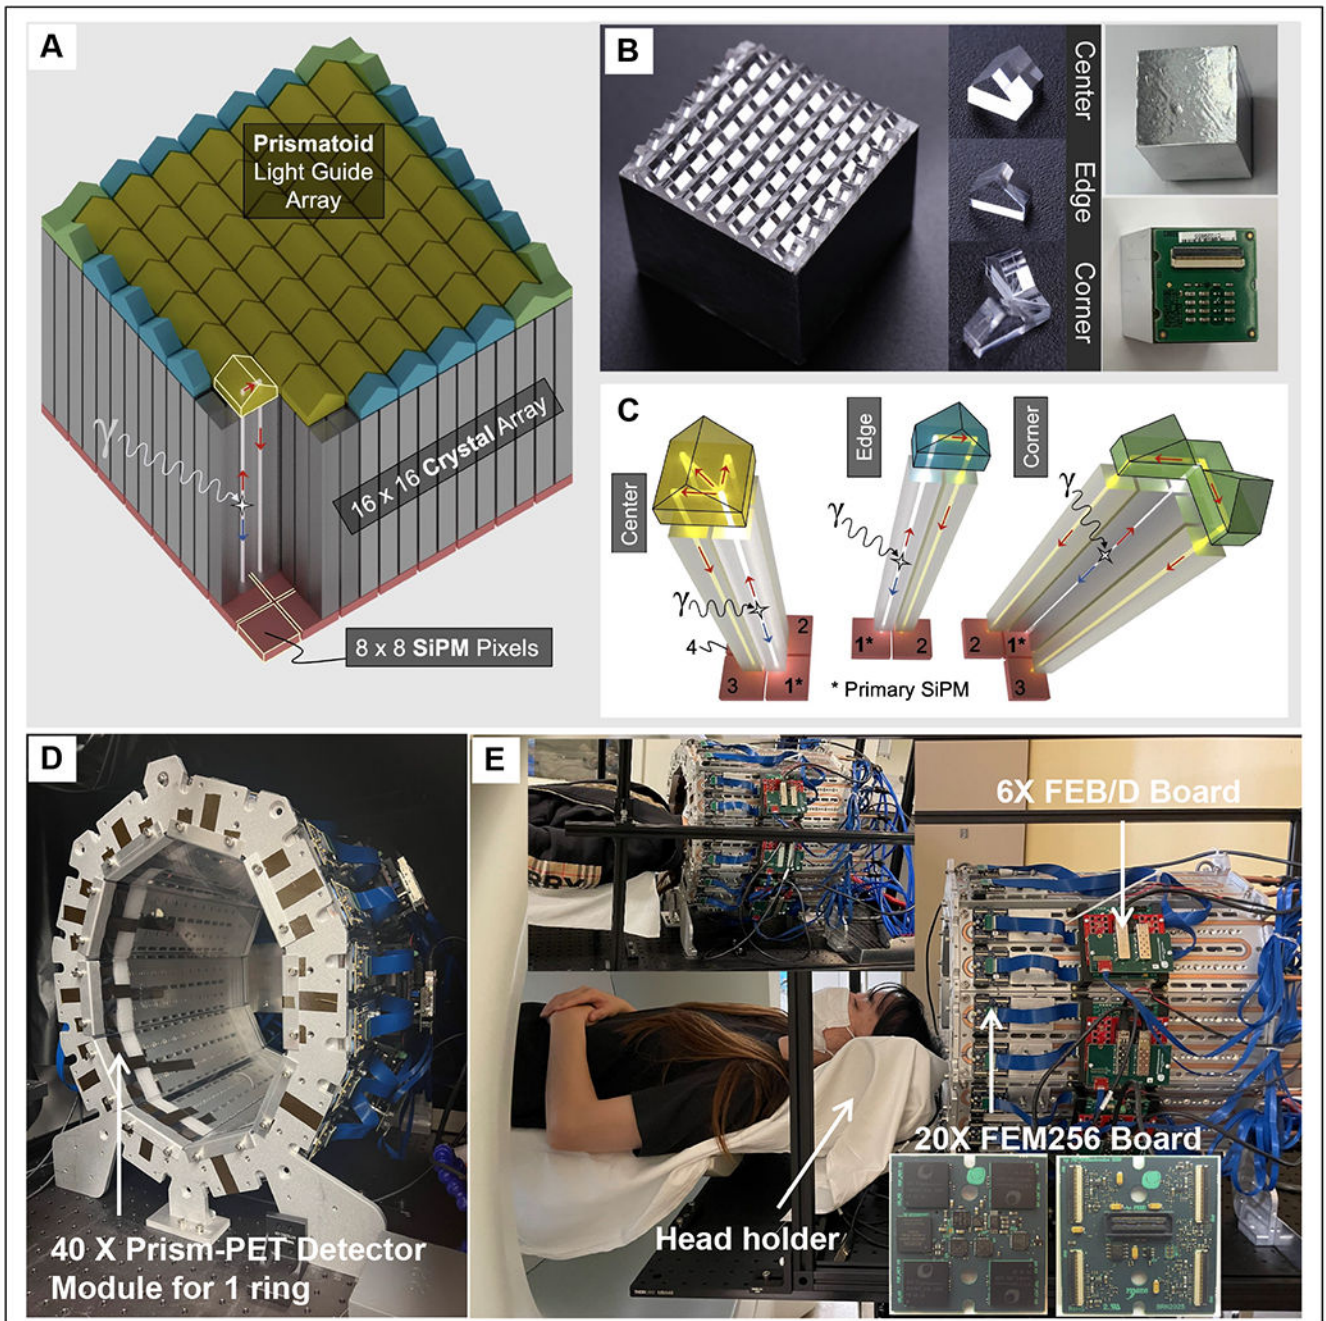 A
Prismatoid
Light Guide
Array
γ
16 x 16 Crystal Array
8 x 8 SiPM Pixels
B
Center
Edge
Corner
C
Center
Edge
Corner
γ
γ
γ
4
2
3
1*
1*
2
2
1*
3
* Primary SiPM
D
40 X Prism-PET Detector
Module for 1 ring
E
6X FEB/D Board
20X FEM256 Board
Head holder